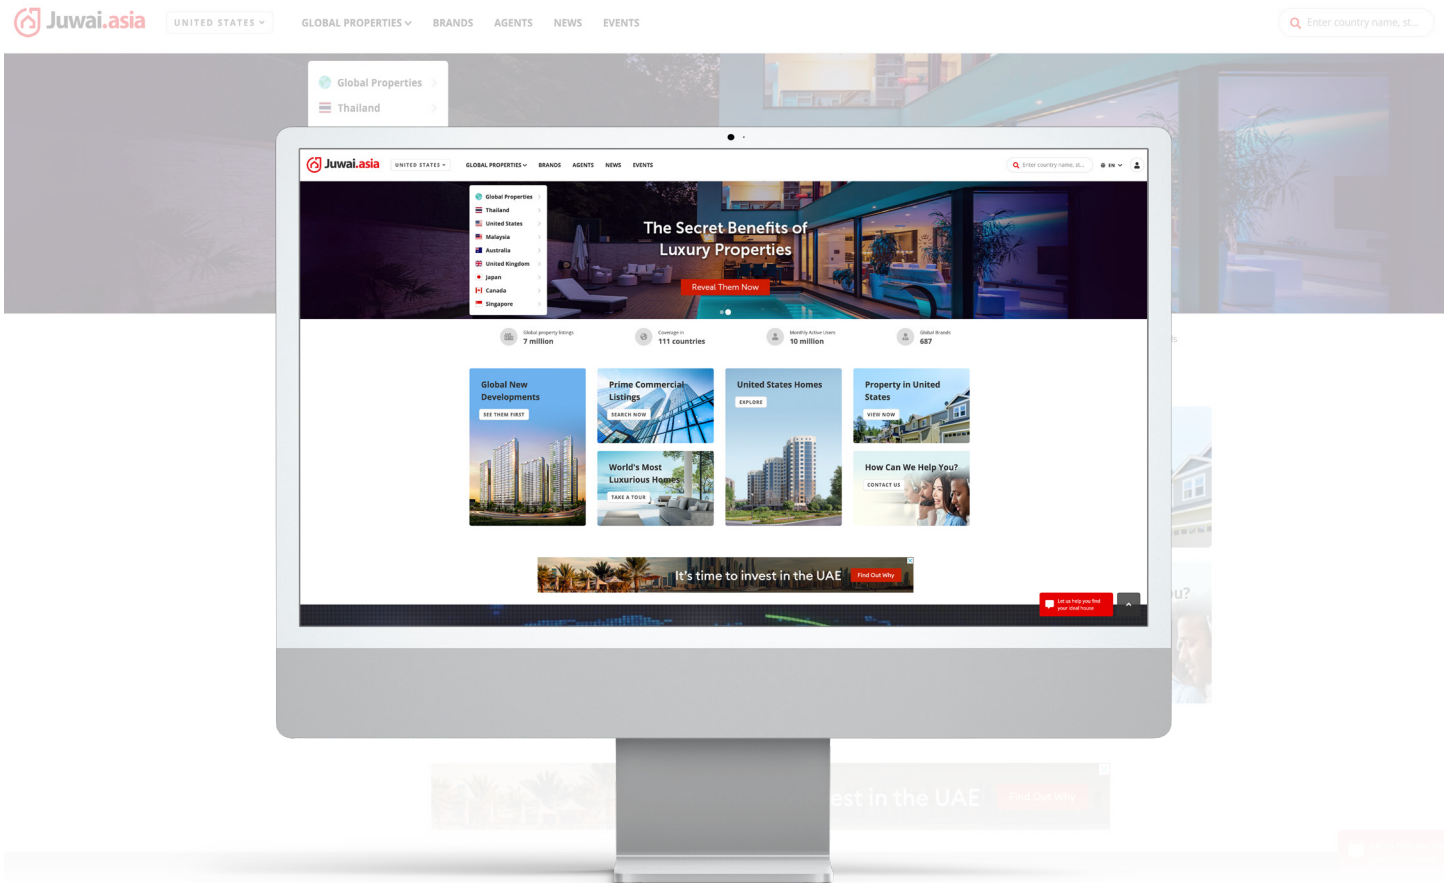 Juwai.asia
UNITED STATES
GLOBAL PROPERTIES
BRANDS
AGENTS
NEWS
EVENTS
Enter country name, st...
Global Properties
Thailand
Juwai.asia
UNITED STATES
GLOBAL PROPERTIES
BRANDS
AGENTS
NEWS
EVENTS
Enter country name, st...
EN
Global Properties
Thailand
United States
Malaysia
Australia
United Kingdom
Japan
Canada
Singapore
The Secret Benefits of
Luxury Properties
Reveal Them Now
Global property listings
7 million
Coverage in
111 countries
Monthly Active Users
10 million
Global Brands
687
Global New
Developments
SEE THEM FIRST
Prime Commercial
Listings
SEARCH NOW
United States Homes
EXPLORE
Property in United
States
VIEW NOW
World's Most
Luxurious Homes
TAKE A TOUR
How Can We Help You?
CONTACT US
It's time to invest in the UAE
Find Out Why
Let us help you find
your ideal house
ou?
est in the UAE
Find Out Why